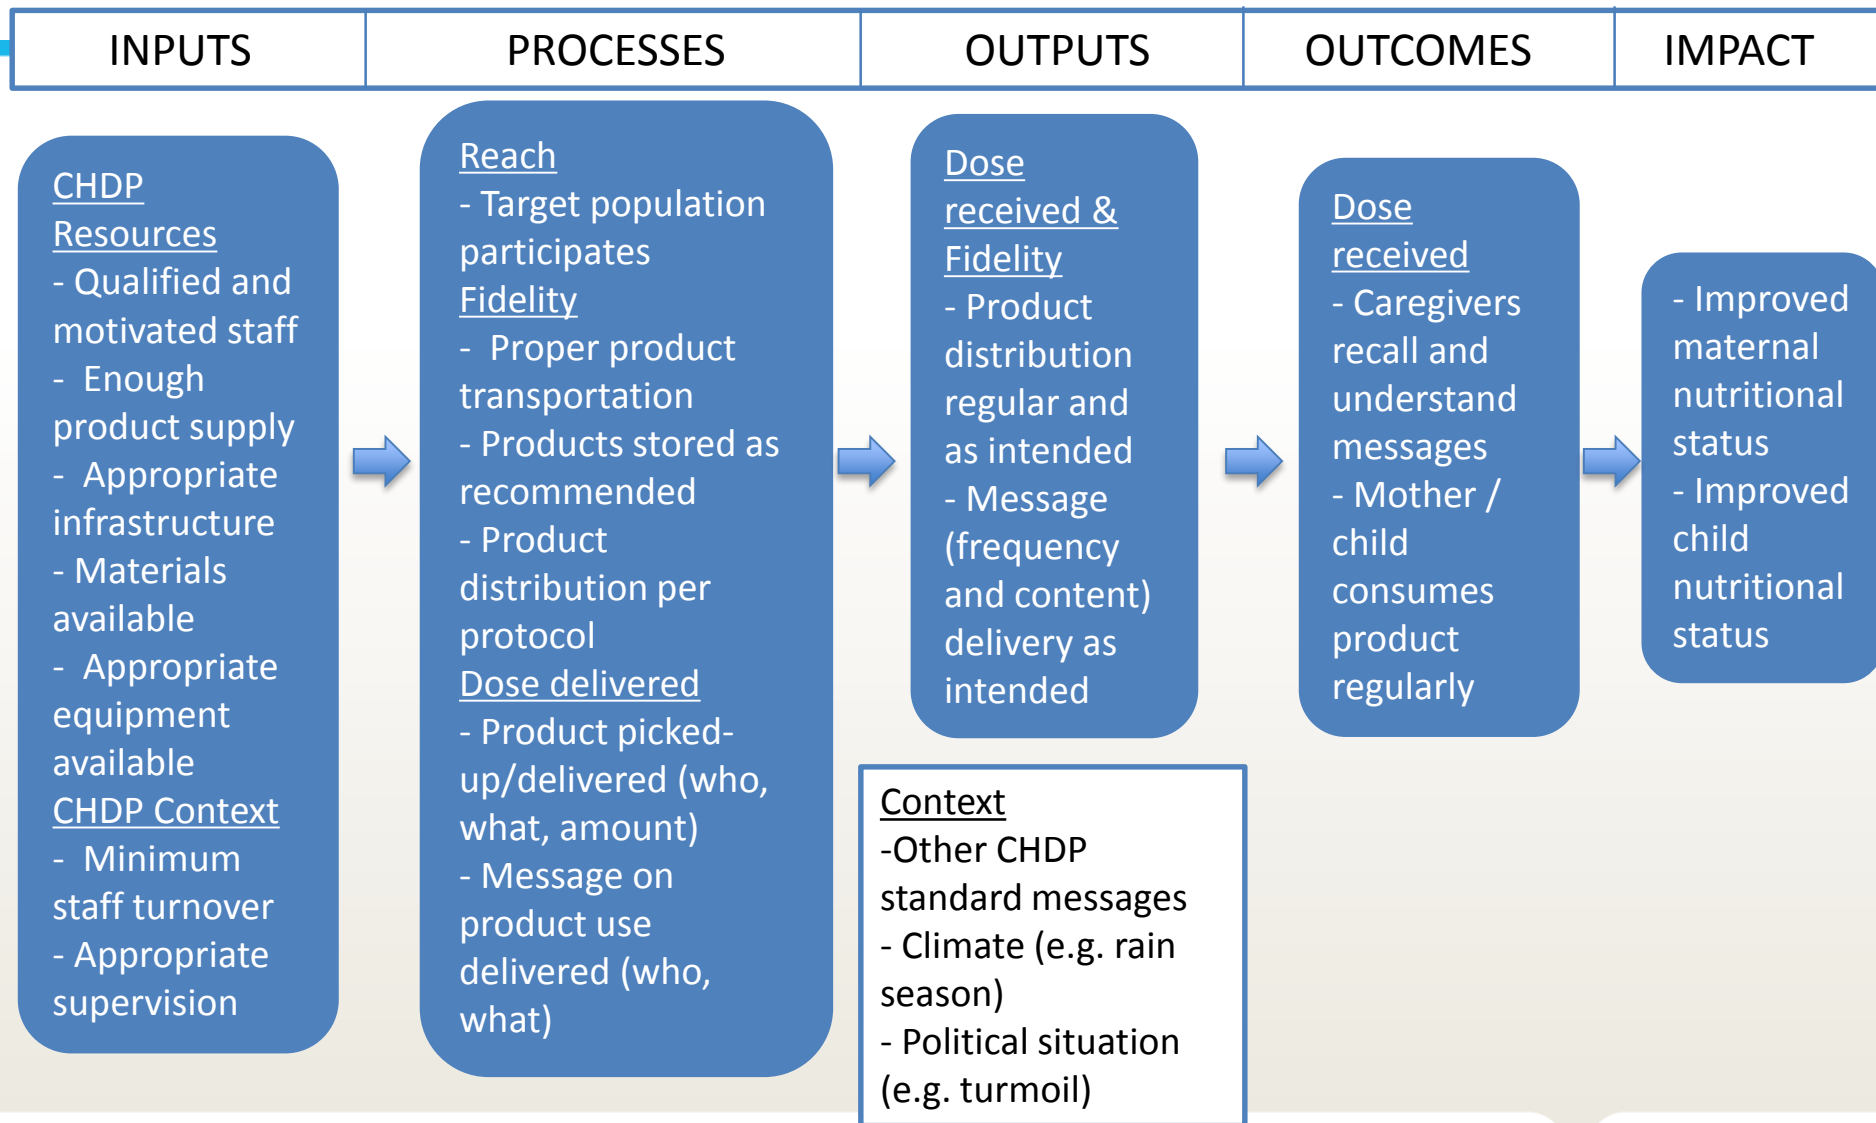 INPUTS
PROCESSES
OUTPUTS
OUTCOMES
IMPACT
CHDP
Resources
- Qualified and
motivated staff
- Enough
product supply
- Appropriate
infrastructure
- Materials
available
- Appropriate
equipment
available
CHDP Context
- Minimum
staff turnover
- Appropriate
supervision
Reach
- Target population
participates
Fidelity
- Proper product
transportation
- Products stored as
recommended
- Product
distribution per
protocol
Dose delivered
- Product picked-
up/delivered (who,
what, amount)
- Message on
product use
delivered (who,
what)
Dose
received &
Fidelity
- Product
distribution
regular and
as intended
- Message
(frequency
and content)
delivery as
intended
Context
-Other CHDP
standard messages
- Climate (e.g. rain
season)
- Political situation
(e.g. turmoil)
Dose
received
- Caregivers
recall and
understand
messages
- Mother /
child
consumes
product
regularly
- Improved
maternal
nutritional
status
- Improved
child
nutritional
status